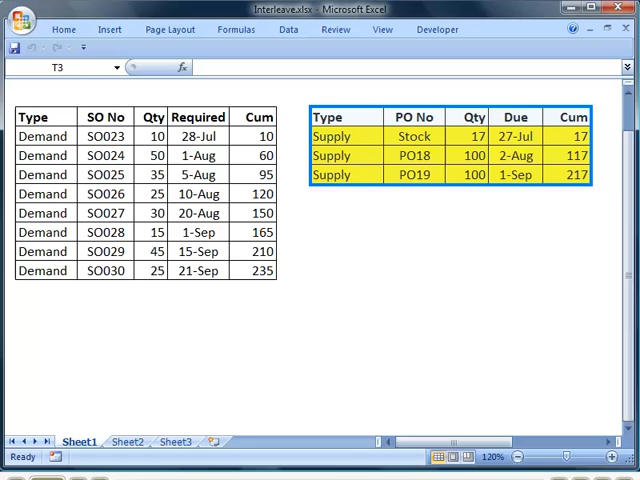 Interleave.xlsx - Microsoft Excel
Home Insert Page Layout Formulas Data Review View Developer
T3 fx
Type SO No Qty Required Cum
Demand SO023 10 28-Jul 10
Demand SO024 50 1-Aug 60
Demand SO025 35 5-Aug 95
Demand SO026 25 10-Aug 120
Demand SO027 30 20-Aug 150
Demand SO028 15 1-Sep 165
Demand SO029 45 15-Sep 210
Demand SO030 25 21-Sep 235
Type PO No Qty Due Cum
Supply Stock 17 27-Jul 17
Supply PO18 100 2-Aug 117
Supply PO19 100 1-Sep 217
Sheet1 Sheet2 Sheet3
Ready 120%